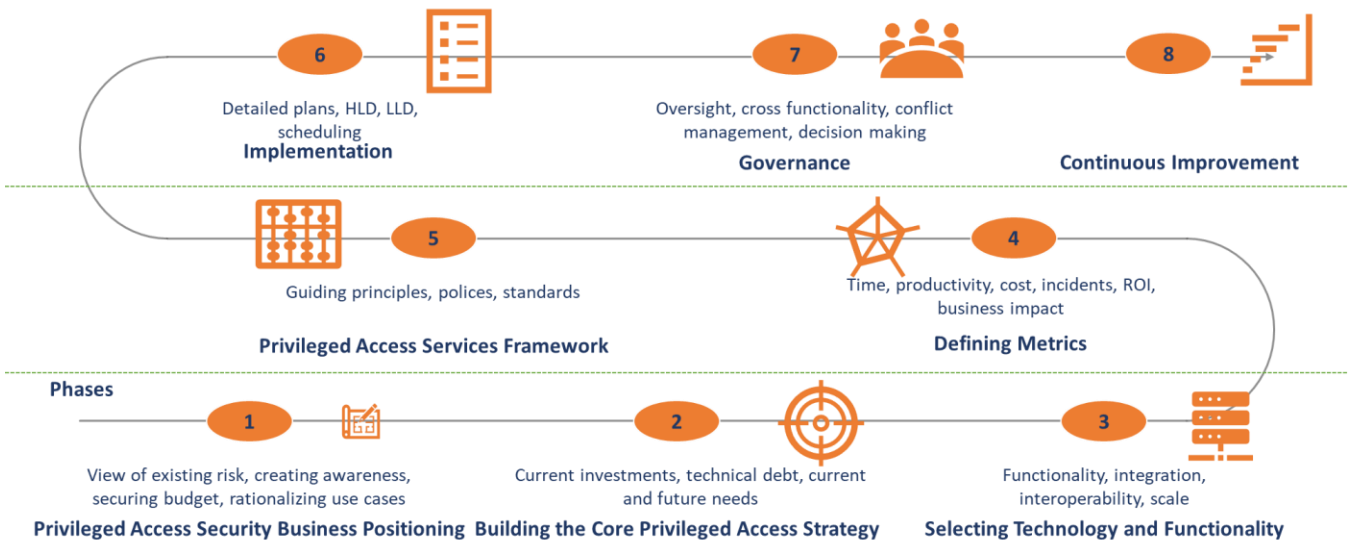 6
7
8
Detailed plans, HLD, LLD,
scheduling
Implementation
Oversight, cross functionality, conflict
management, decision making
Governance
Continuous Improvement
5
4
Guiding principles, polices, standards
Privileged Access Services Framework
Time, productivity, cost, incidents, ROI,
business impact
Defining Metrics
Phases
1
2
3
View of existing risk, creating awareness,
securing budget, rationalizing use cases
Privileged Access Security Business Positioning
Current investments, technical debt, current
and future needs
Building the Core Privileged Access Strategy
Functionality, integration,
interoperability, scale
Selecting Technology and Functionality